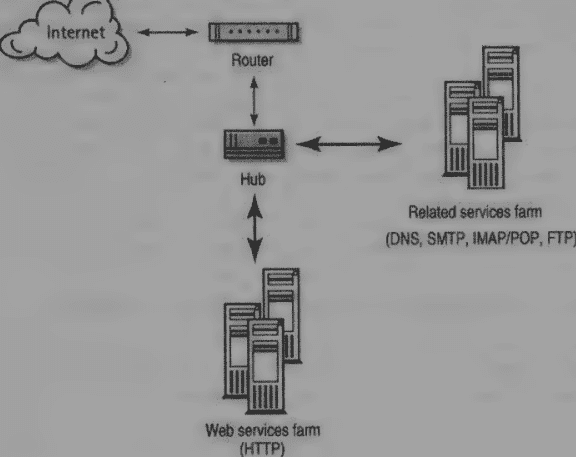 Internet
Router
Hub
Related services farm
(DNS, SMTP, IMAP/POP, FTP)
Web services farm
(HTTP)